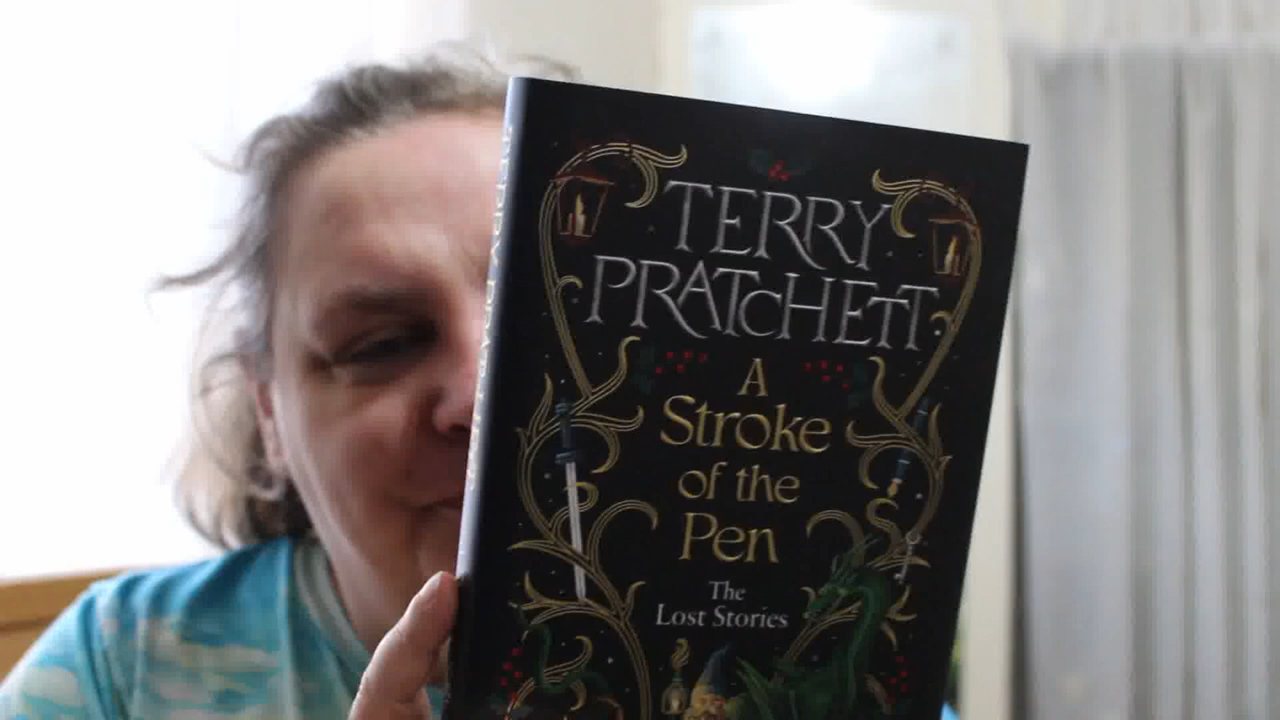 TERRY
PRATCHETT
A
Stroke
of the
Pen
The
Lost Stories